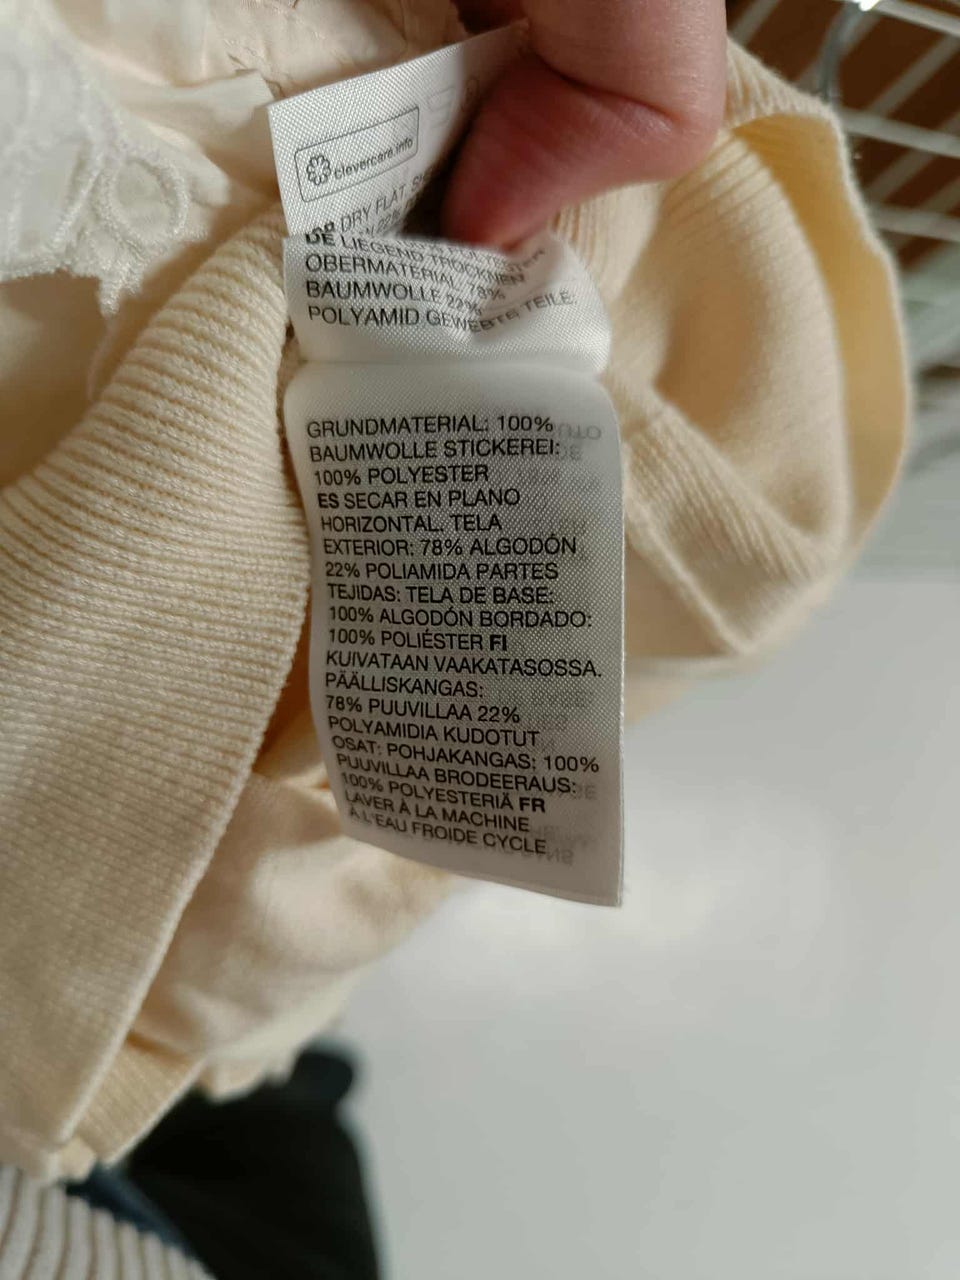 clevercare.info
DRY FLAT.
22%
DE LIEGEND TROCKNEN
OBERMATERIAL 78%
BAUMWOLLE 22%
POLYAMID GEWEBTE TEILE:
GRUNDMATERIAL: 100%
BAUMWOLLE STICKEREI:
100% POLYESTER
ES SECAR EN PLANO
HORIZONTAL. TELA
EXTERIOR: 78% ALGODÓN
22% POLIAMIDA PARTES
TEJIDAS: TELA DE BASE:
100% ALGODÓN BORDADO:
100% POLIÉSTER FI
KUIVATAAN VAAKATASOSSA.
PÄÄLLISKANGAS:
78% PUUVILLAA 22%
POLYAMIDIA KUDOTUT
OSAT: POHJAKANGAS: 100%
PUUVILLAA BRODEERAUS:
100% POLYESTERIÄ FR
LAVER À LA MACHINE
À L'EAU FROIDE CYCLE